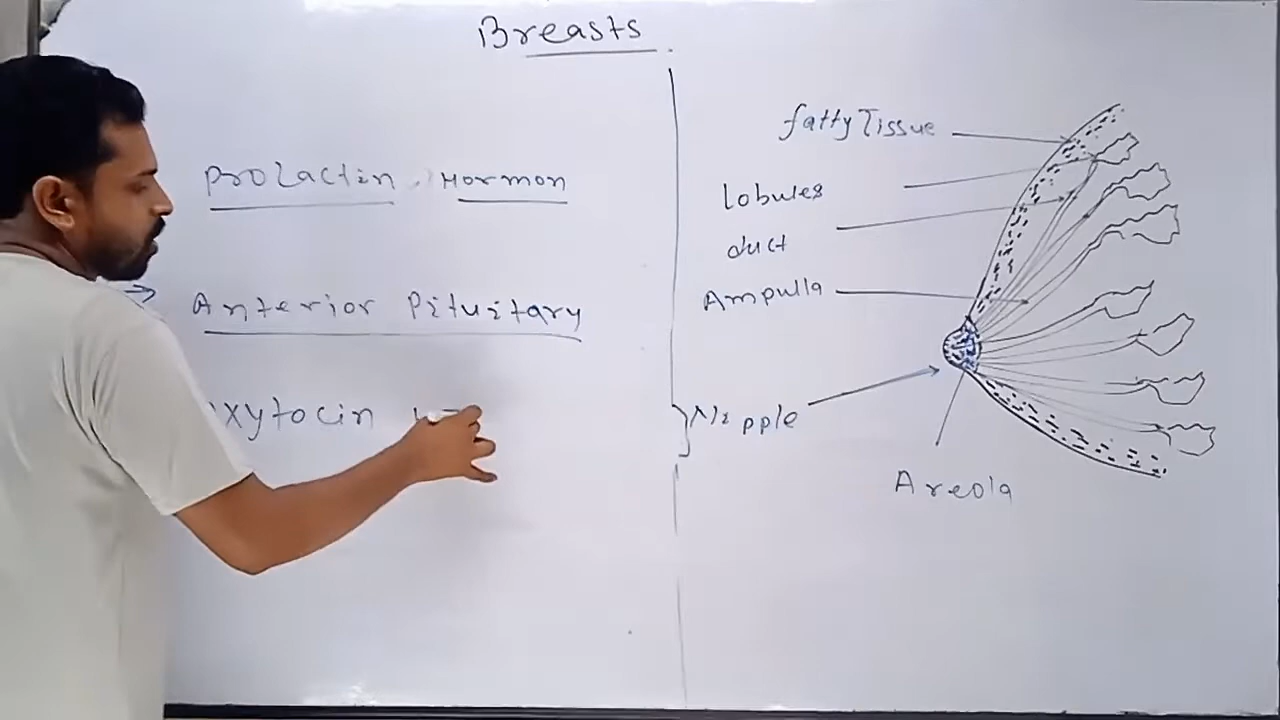 Breasts
Prolactin Hormon
Anterior Pituitary
xytocin
fatty Tissue
Lobules
duct
Ampulla
Nipple
Areola